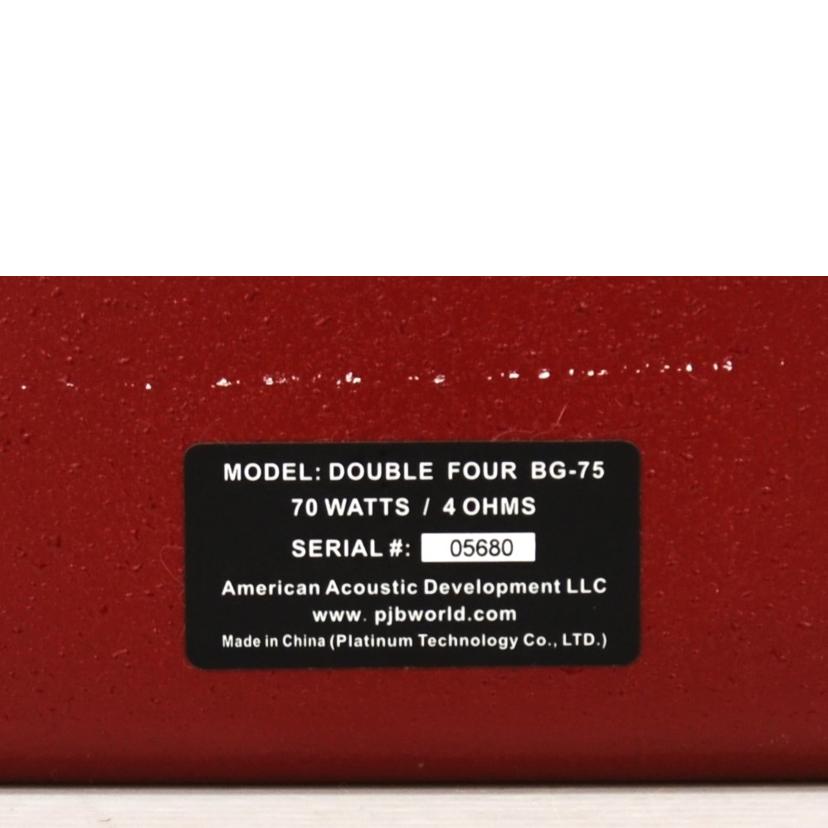 MODEL: DOUBLE FOUR BG-75
70 WATTS / 4 OHMS
SERIAL #: 05680
American Acoustic Development LLC
www. pjbworld.com
Made in China (Platinum Technology Co., LTD.)